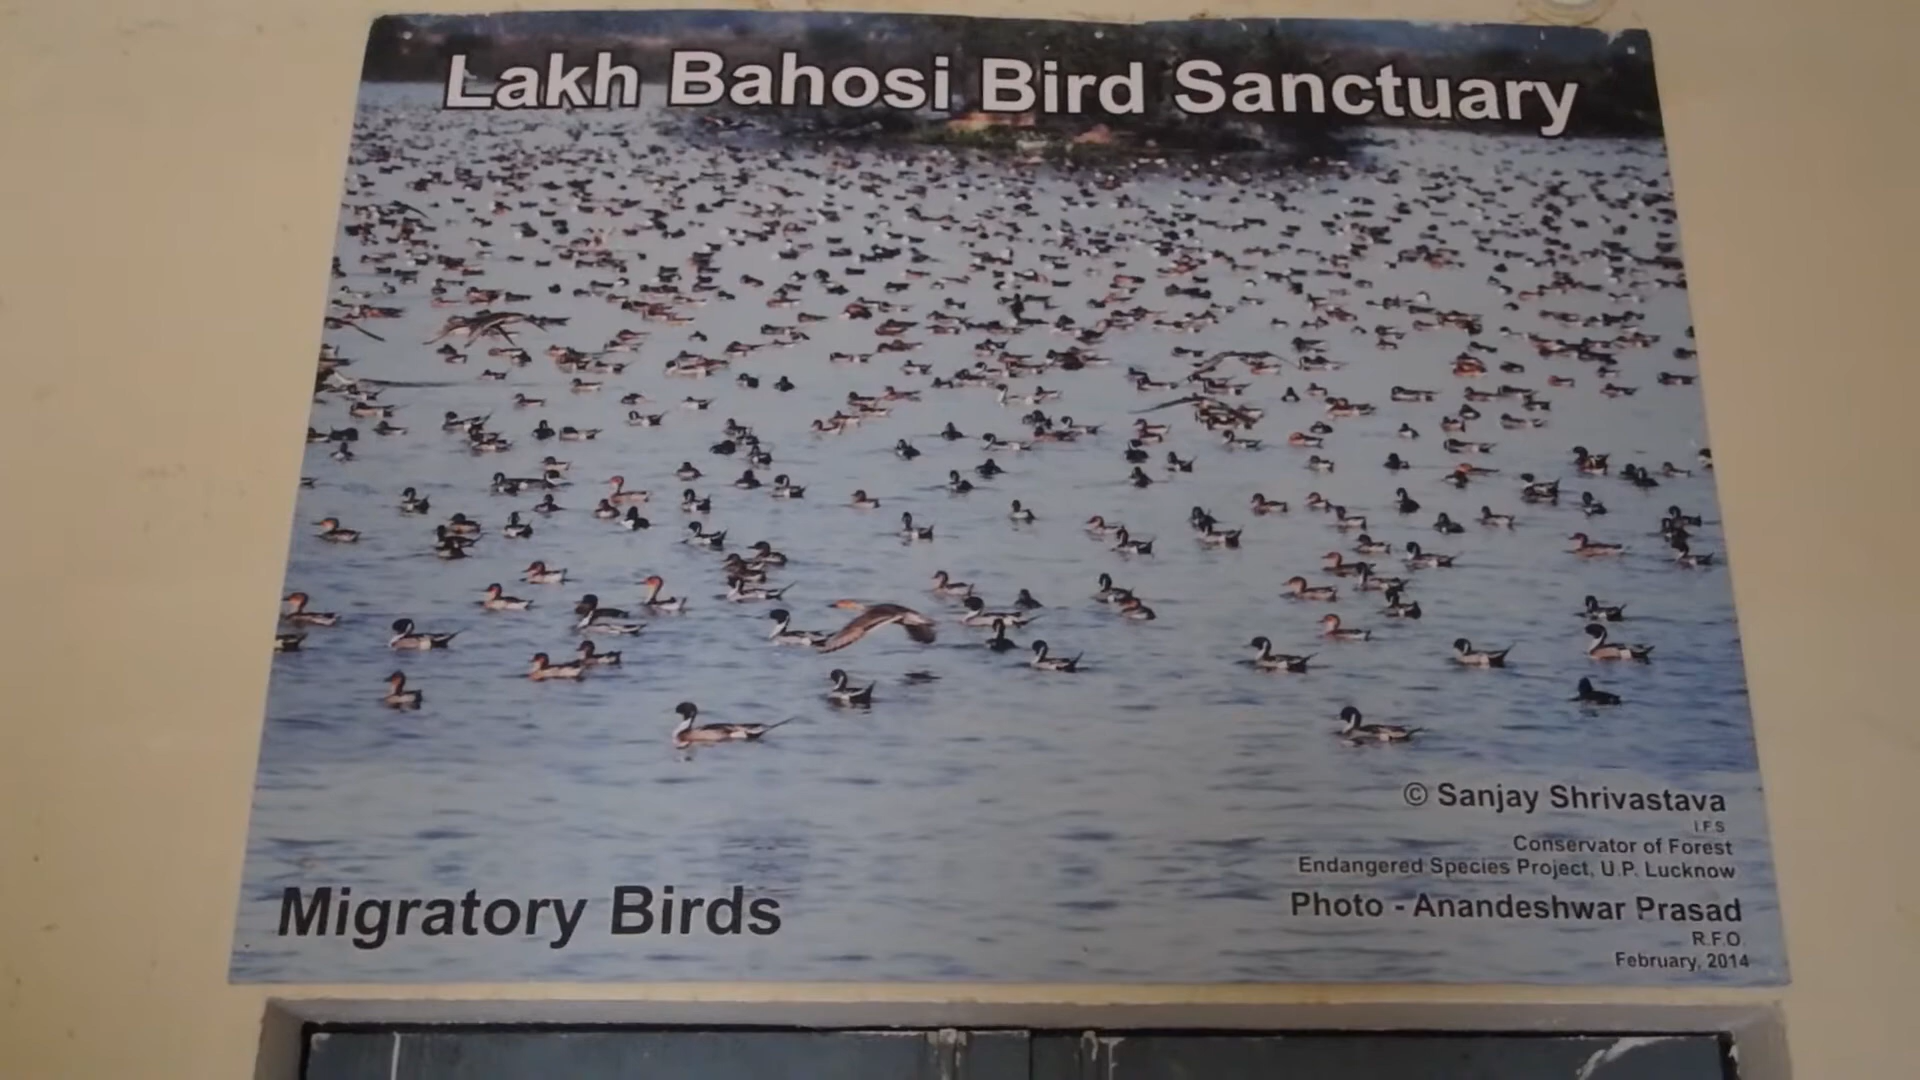 Lakh Bahosi Bird Sanctuary
© Sanjay Shrivastava
I.F.S
Conservator of Forest
Endangered Species Project, U.P. Lucknow
Migratory Birds
Photo - Anandeshwar Prasad
R.F.O.
February, 2014